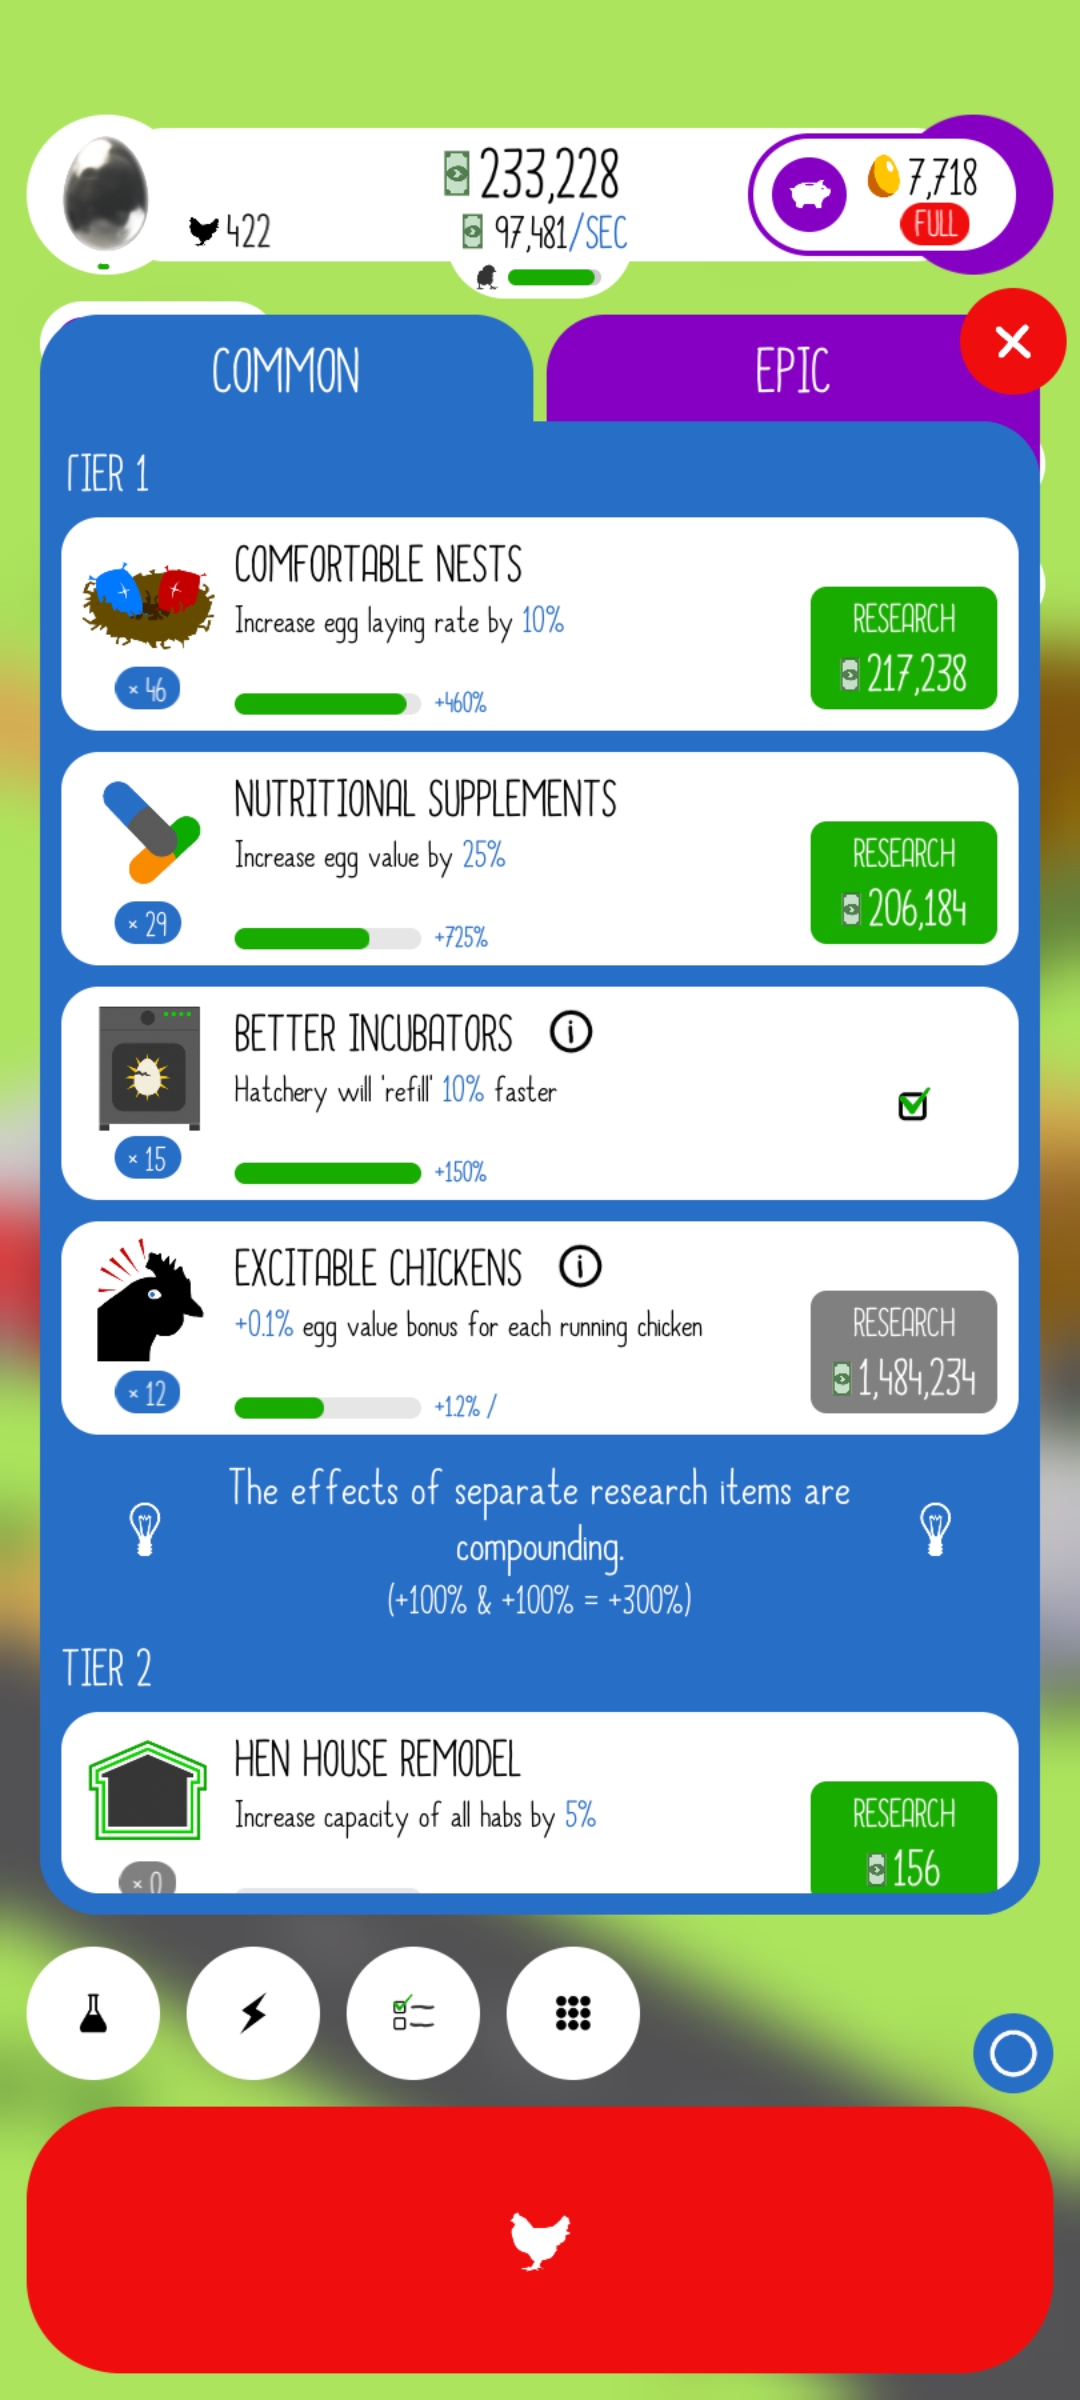 233,228
7,718
422
97,481/SEC
FULL
COMMON
EPIC
TIER 1
COMFORTABLE NESTS
Increase egg laying rate by 10%
RESEARCH
217,238
× 46
+460%
NUTRITIONAL SUPPLEMENTS
Increase egg value by 25%
RESEARCH
206,184
× 29
+725%
BETTER INCUBATORS
Hatchery will 'refill' 10% faster
× 15
+150%
EXCITABLE CHICKENS
+0.1% egg value bonus for each running chicken
RESEARCH
1,484,234
× 12
+1.2% /
The effects of separate research items are
compounding.
(+100% & +100% = +300%)
TIER 2
HEN HOUSE REMODEL
Increase capacity of all habs by 5%
RESEARCH
156
× 0